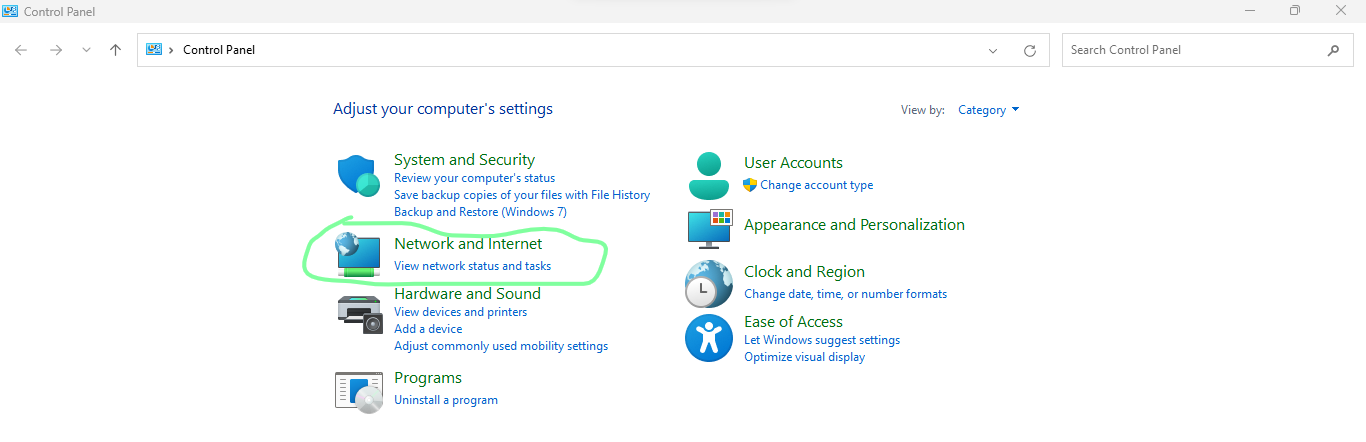 Control Panel
Control Panel
Search Control Panel
Adjust your computer's settings
View by: Category
System and Security
Review your computer's status
Save backup copies of your files with File History
Backup and Restore (Windows 7)
Network and Internet
View network status and tasks
Hardware and Sound
View devices and printers
Add a device
Adjust commonly used mobility settings
Programs
Uninstall a program
User Accounts
Change account type
Appearance and Personalization
Clock and Region
Change date, time, or number formats
Ease of Access
Let Windows suggest settings
Optimize visual display